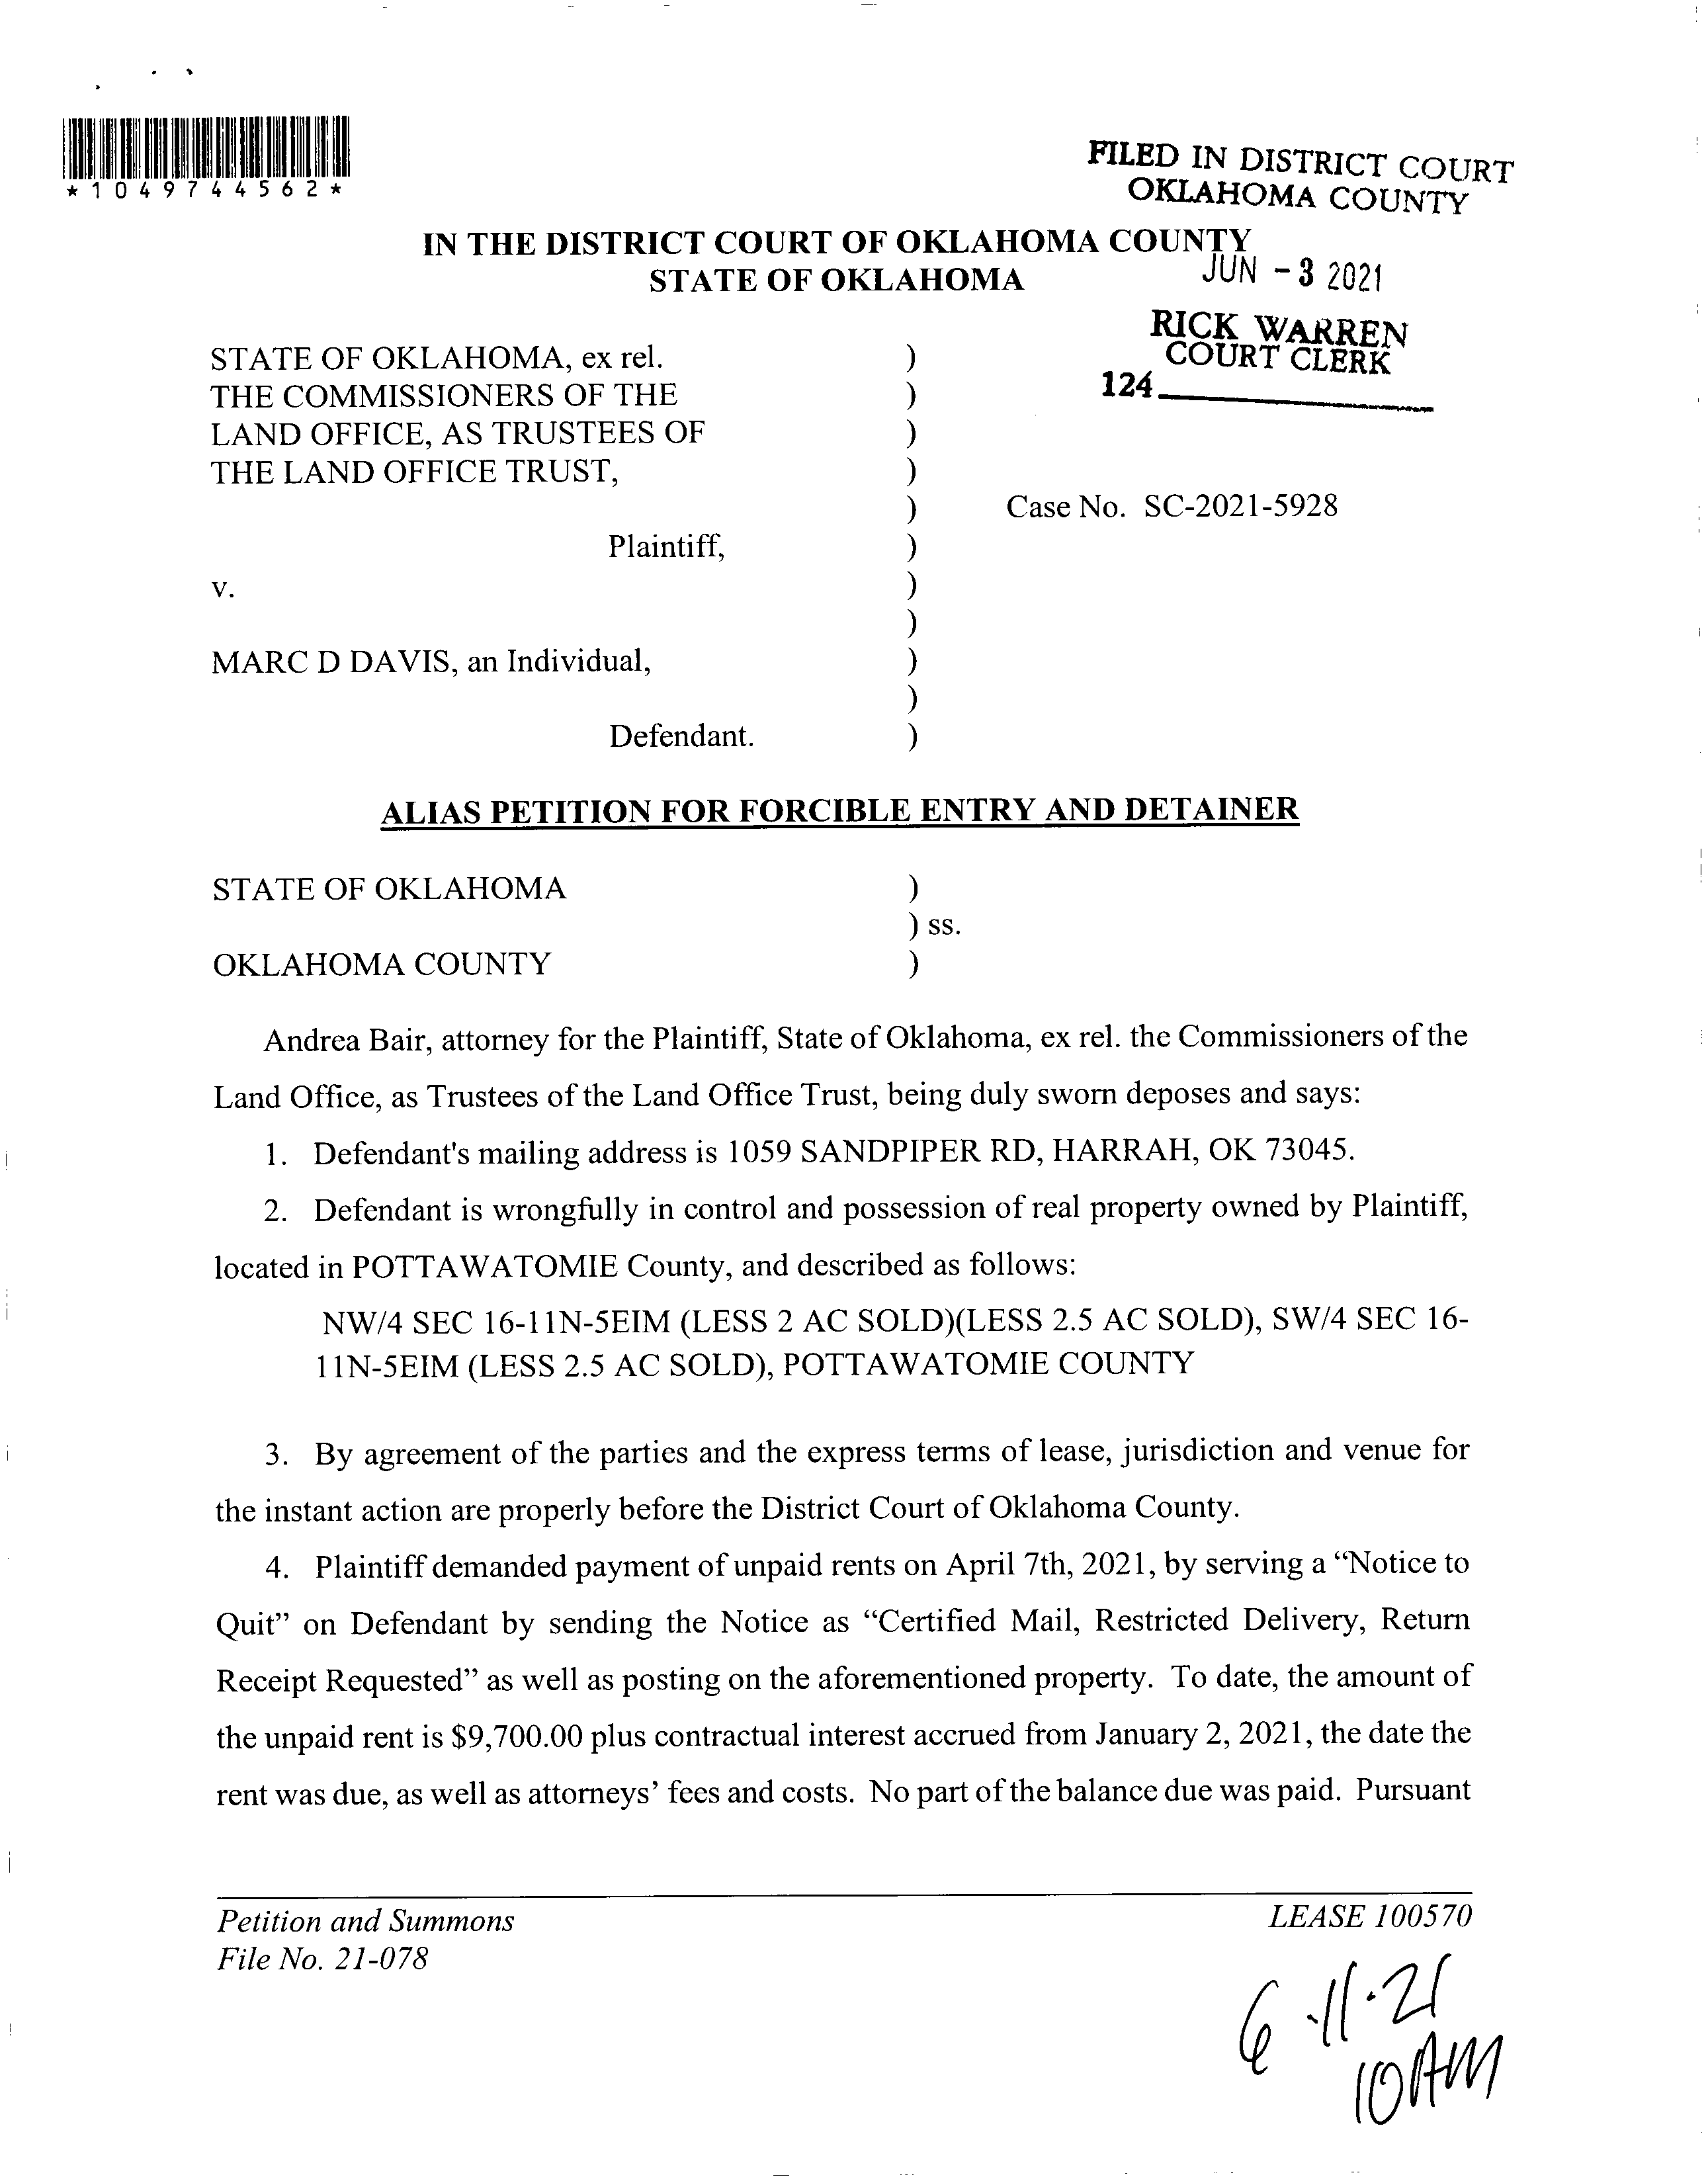 *1049744562*
FILED IN DISTRICT COURT
OKLAHOMA COUNTY
IN THE DISTRICT COURT OF OKLAHOMA COUNTY
STATE OF OKLAHOMA
JUN -3 2021
RICK WARREN
COURT CLERK
124
STATE OF OKLAHOMA, ex rel. )
THE COMMISSIONERS OF THE )
LAND OFFICE, AS TRUSTEES OF )
THE LAND OFFICE TRUST, )
) Case No. SC-2021-5928
Plaintiff, )
v. )
)
MARC D DAVIS, an Individual, )
)
Defendant. )
ALIAS PETITION FOR FORCIBLE ENTRY AND DETAINER
STATE OF OKLAHOMA )
) ss.
OKLAHOMA COUNTY )
Andrea Bair, attorney for the Plaintiff, State of Oklahoma, ex rel. the Commissioners of the
Land Office, as Trustees of the Land Office Trust, being duly sworn deposes and says:
1. Defendant's mailing address is 1059 SANDPIPER RD, HARRAH, OK 73045.
2. Defendant is wrongfully in control and possession of real property owned by Plaintiff,
located in POTTAWATOMIE County, and described as follows:
NW/4 SEC 16-11N-5EIM (LESS 2 AC SOLD)(LESS 2.5 AC SOLD), SW/4 SEC 16-
11N-5EIM (LESS 2.5 AC SOLD), POTTAWATOMIE COUNTY
3. By agreement of the parties and the express terms of lease, jurisdiction and venue for
the instant action are properly before the District Court of Oklahoma County.
4. Plaintiff demanded payment of unpaid rents on April 7th, 2021, by serving a “Notice to
Quit” on Defendant by sending the Notice as “Certified Mail, Restricted Delivery, Return
Receipt Requested” as well as posting on the aforementioned property. To date, the amount of
the unpaid rent is $9,700.00 plus contractual interest accrued from January 2, 2021, the date the
rent was due, as well as attorneys’ fees and costs. No part of the balance due was paid. Pursuant
Petition and Summons LEASE 100570
File No. 21-078
6-11-21
10AM